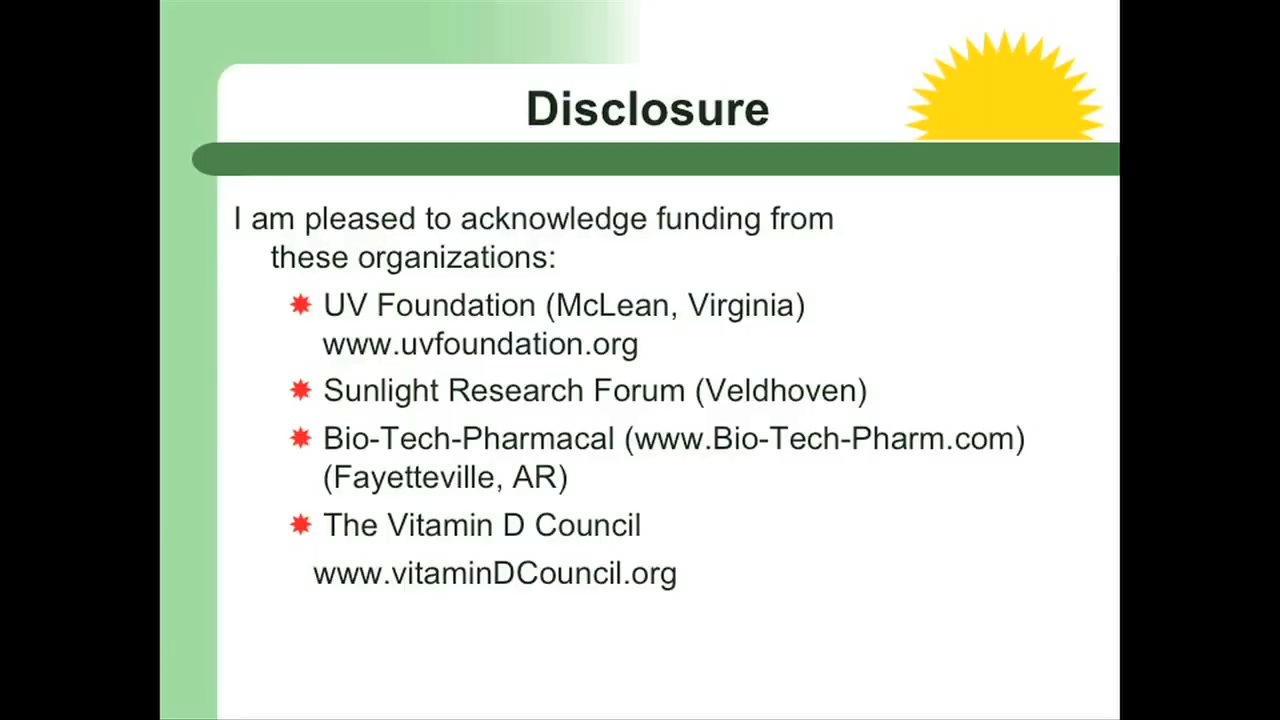 Disclosure
I am pleased to acknowledge funding from
these organizations:
UV Foundation (McLean, Virginia)
www.uvfoundation.org
Sunlight Research Forum (Veldhoven)
Bio-Tech-Pharmacal (www.Bio-Tech-Pharm.com)
(Fayetteville, AR)
The Vitamin D Council
www.vitaminDCouncil.org